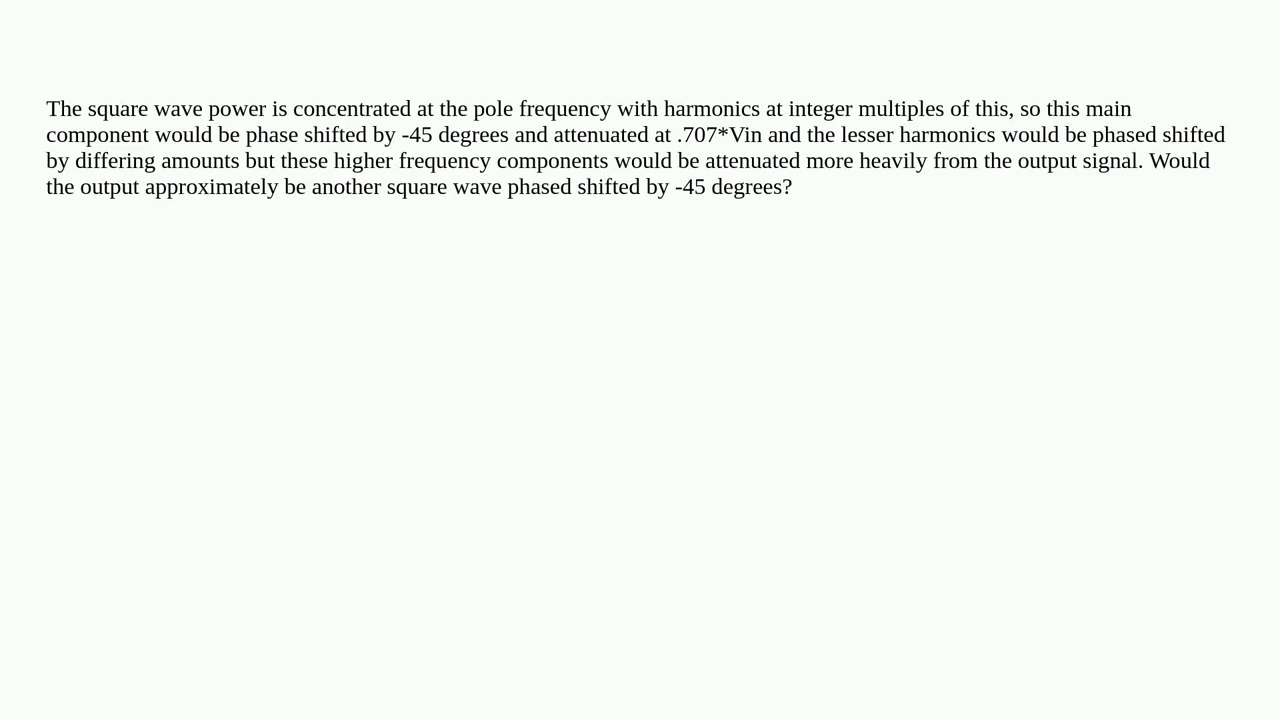 The square wave power is concentrated at the pole frequency with harmonics at integer multiples of this, so this main
component would be phase shifted by -45 degrees and attenuated at .707*Vin and the lesser harmonics would be phased shifted
by differing amounts but these higher frequency components would be attenuated more heavily from the output signal. Would
the output approximately be another square wave phased shifted by -45 degrees?